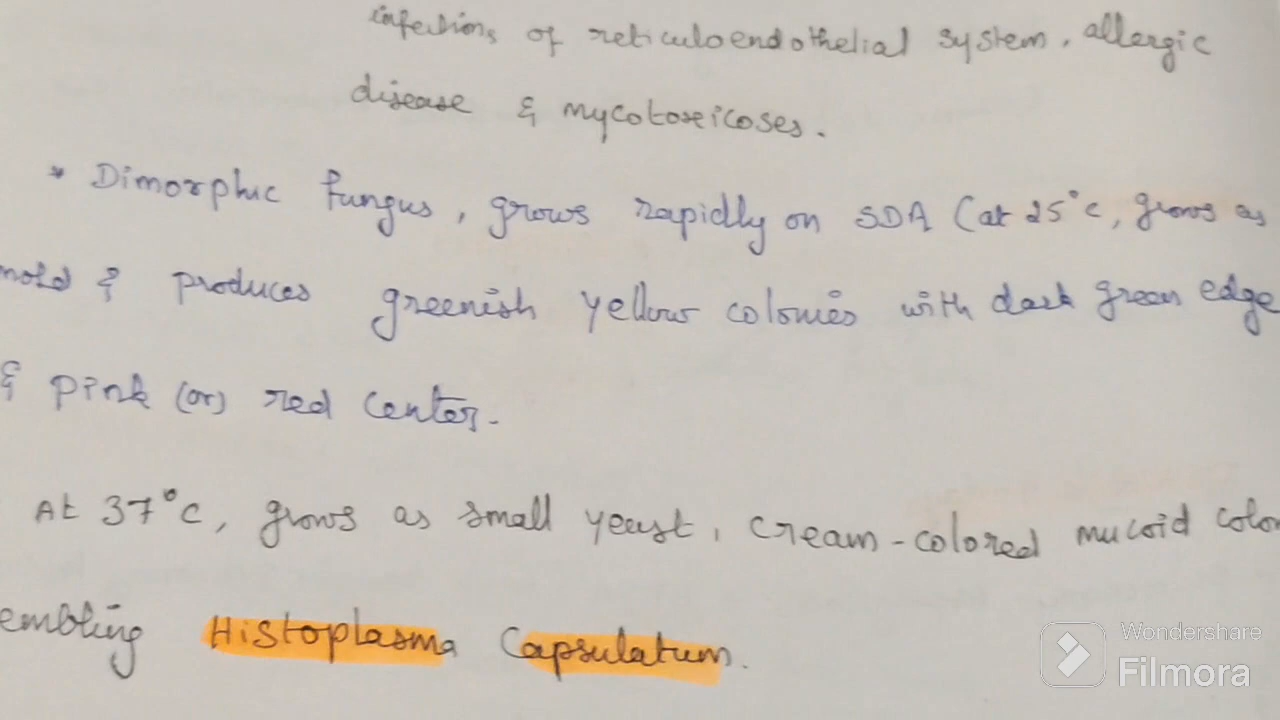 infections of reticuloendothelial system, allergic
disease & mycotoxicoses.
* Dimorphic fungus, grows rapidly on SDA (at 25°c, grows as
mold & produces greenish yellow colonies with dark green edge
& pink (or) red center.
At 37°c, grows as small yeast, cream-colored mucoid colon
embling Histoplasma Capsulatum.
Wondershare
Filmora